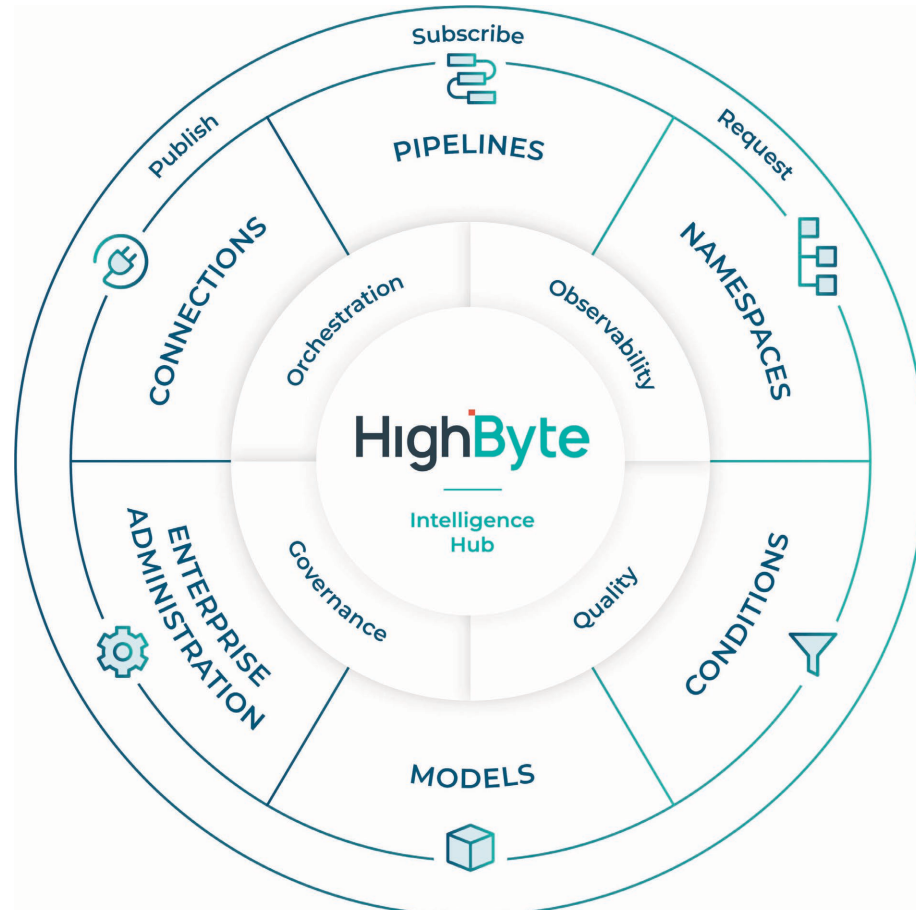 Subscribe
Publish
Request
PIPELINES
CONNECTIONS
NAMESPACES
Orchestration
Observability
HighByte
Intelligence
Hub
Governance
Quality
ENTERPRISE
ADMINISTRATION
CONDITIONS
MODELS